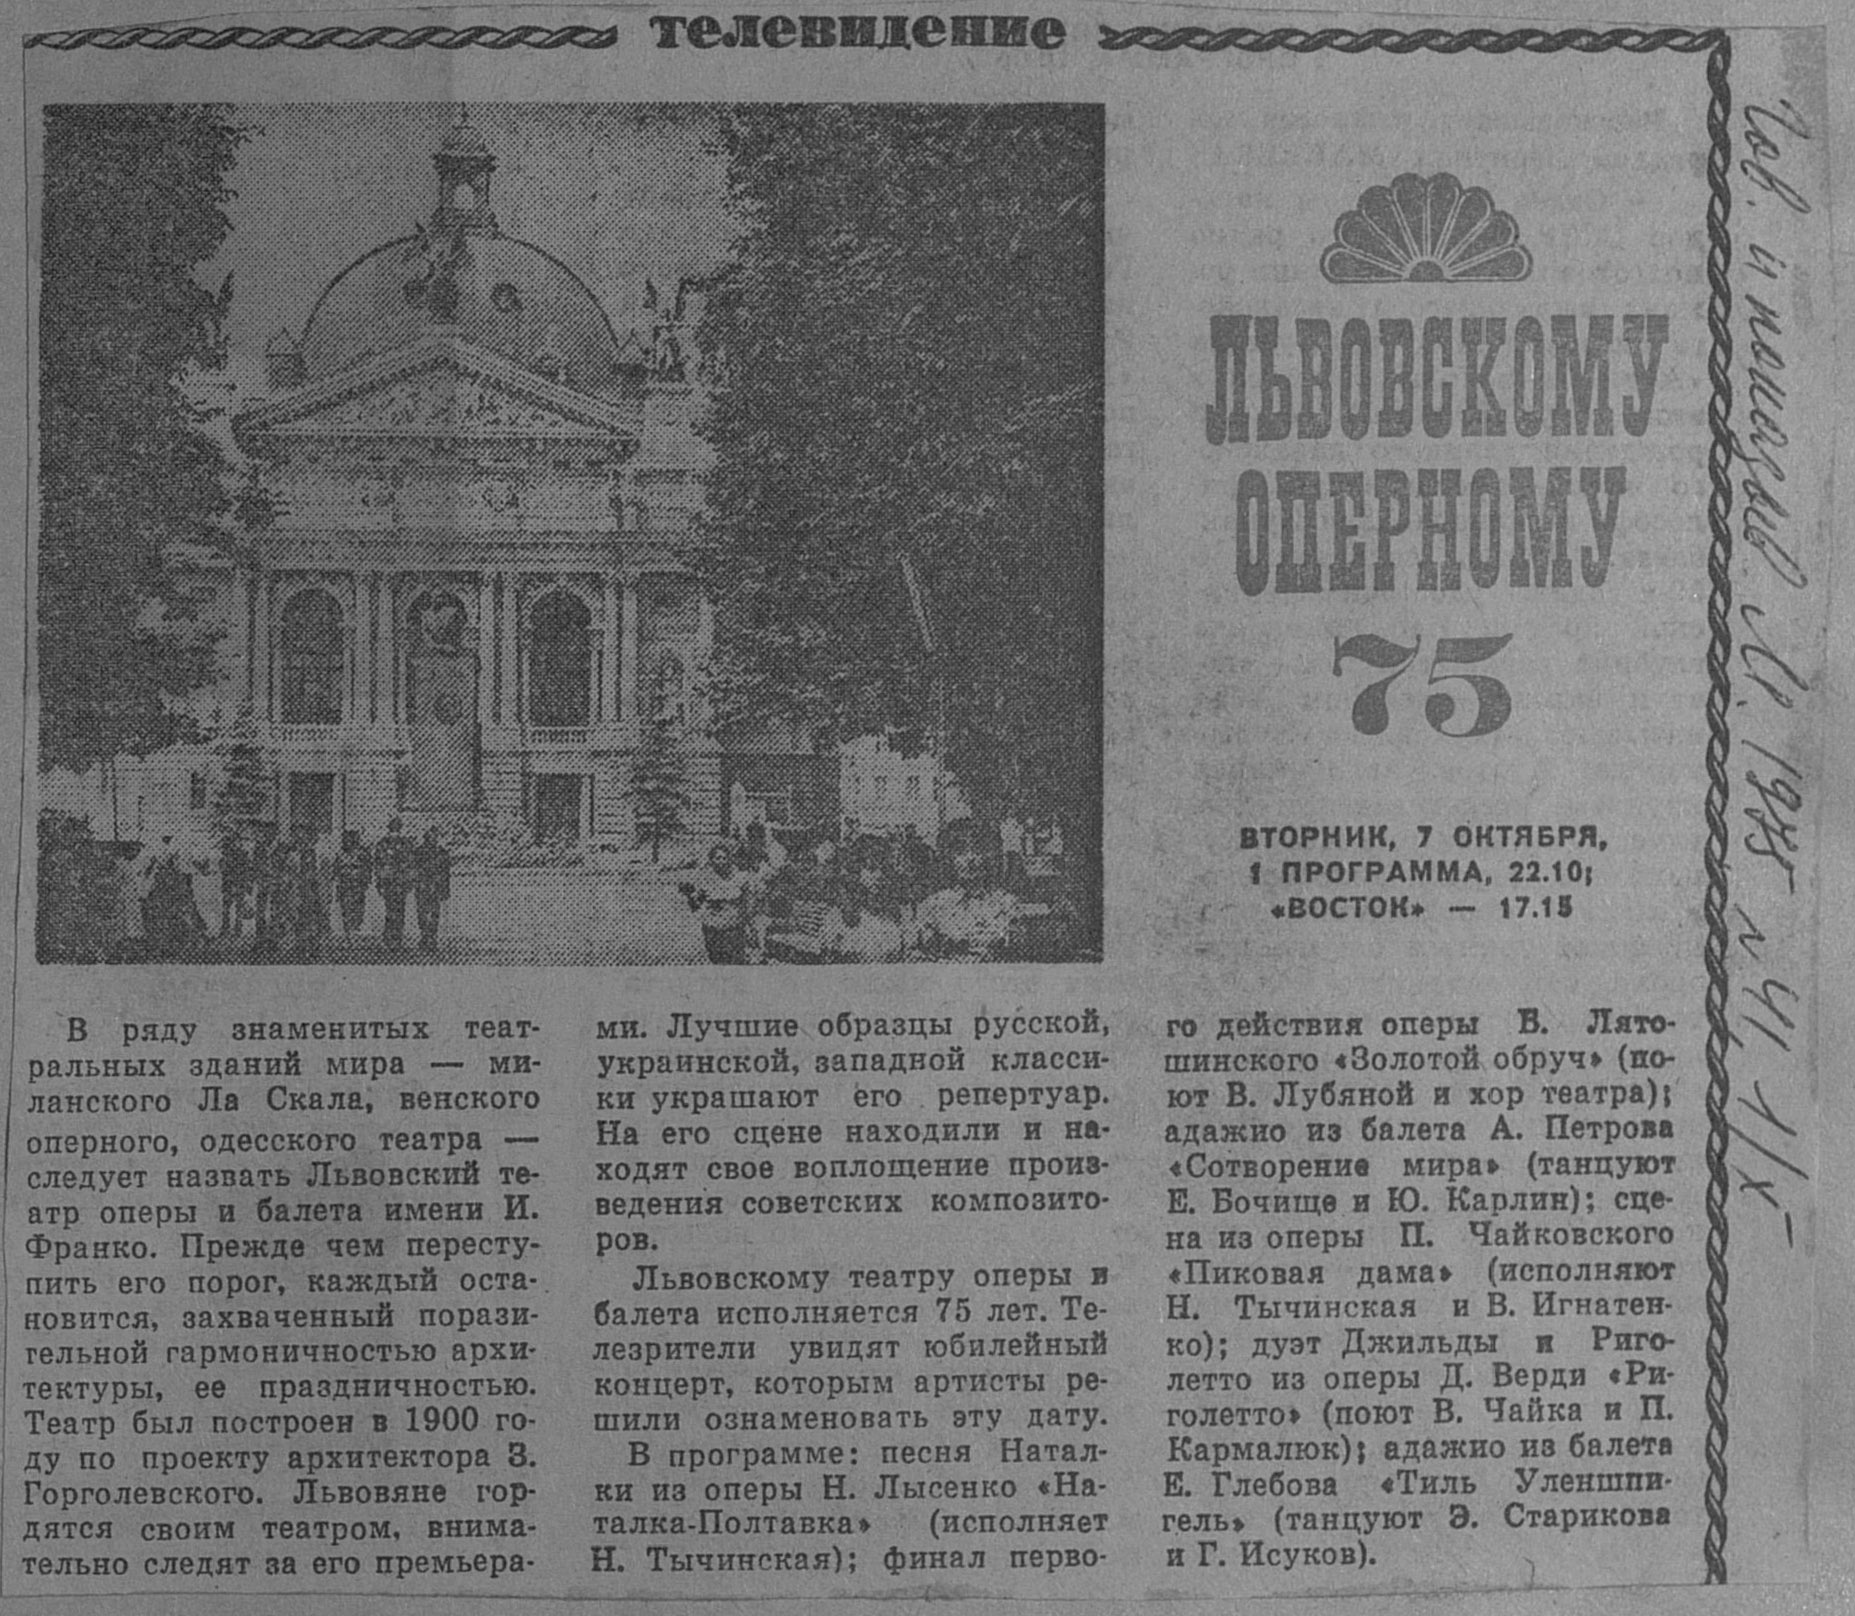 телевидение
ЛЬВОВСКОМУ
ОПЕРНОМУ
75
ВТОРНИК, 7 ОКТЯБРЯ,
1 ПРОГРАММА, 22.10;
«ВОСТОК» — 17.15
В ряду знаменитых теат-
ральных зданий мира — ми-
ланского Ла Скала, венского
оперного, одесского театра —
следует назвать Львовский те-
атр оперы и балета имени И.
Франко. Прежде чем пересту-
пить его порог, каждый оста-
новится, захваченный порази-
тельной гармоничностью архи-
тектуры, ее праздничностью.
Театр был построен в 1900 го-
ду по проекту архитектора З.
Горголевского. Львовяне гор-
дятся своим театром, внима-
тельно следят за его премьера-
ми. Лучшие образцы русской,
украинской, западной класси-
ки украшают его репертуар.
На его сцене находили и на-
ходят свое воплощение произ-
ведения советских композито-
ров.
Львовскому театру оперы и
балета исполняется 75 лет. Те-
лезрители увидят юбилейный
концерт, которым артисты ре-
шили ознаменовать эту дату.
В программе: песня Натал-
ки из оперы Н. Лысенко «На-
талка-Полтавка» (исполняет
Н. Тычинская); финал перво-
го действия оперы Б. Лято-
шинского «Золотой обруч» (по-
ют В. Лубяной и хор театра);
адажио из балета А. Петрова
«Сотворение мира» (танцуют
Е. Бочище и Ю. Карлин); сце-
на из оперы П. Чайковского
«Пиковая дама» (исполняют
Н. Тычинская и В. Игнатен-
ко); дуэт Джильды и Риго-
летто из оперы Д. Верди «Ри-
голетто» (поют В. Чайка и П.
Кармалюк); адажио из балета
Е. Глебова «Тиль Уленшпи-
гель» (танцуют Э. Старикова
и Г. Исуков).